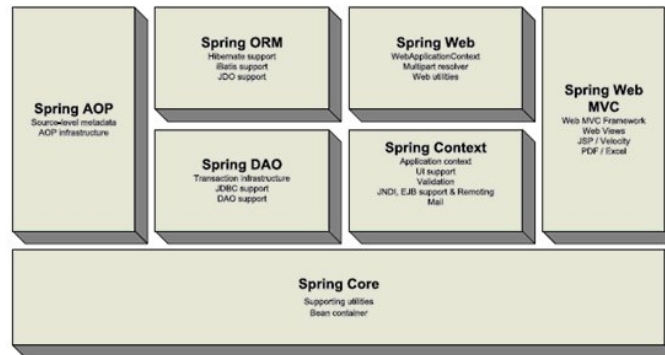 Spring AOP
Source-level metadata
AOP infrastructure
Spring ORM
Hibernate support
iBatis support
JDO support
Spring Web
WebApplicationContext
Multipart resolver
Web utilities
Spring Web
MVC
Web MVC Framework
Web Views
JSP / Velocity
PDF / Excel
Spring DAO
Transaction infrastructure
JDBC support
DAO support
Spring Context
Application context
UI support
Validation
JNDI, EJB support & Remoting
Mail
Spring Core
Supporting utilities
Bean container